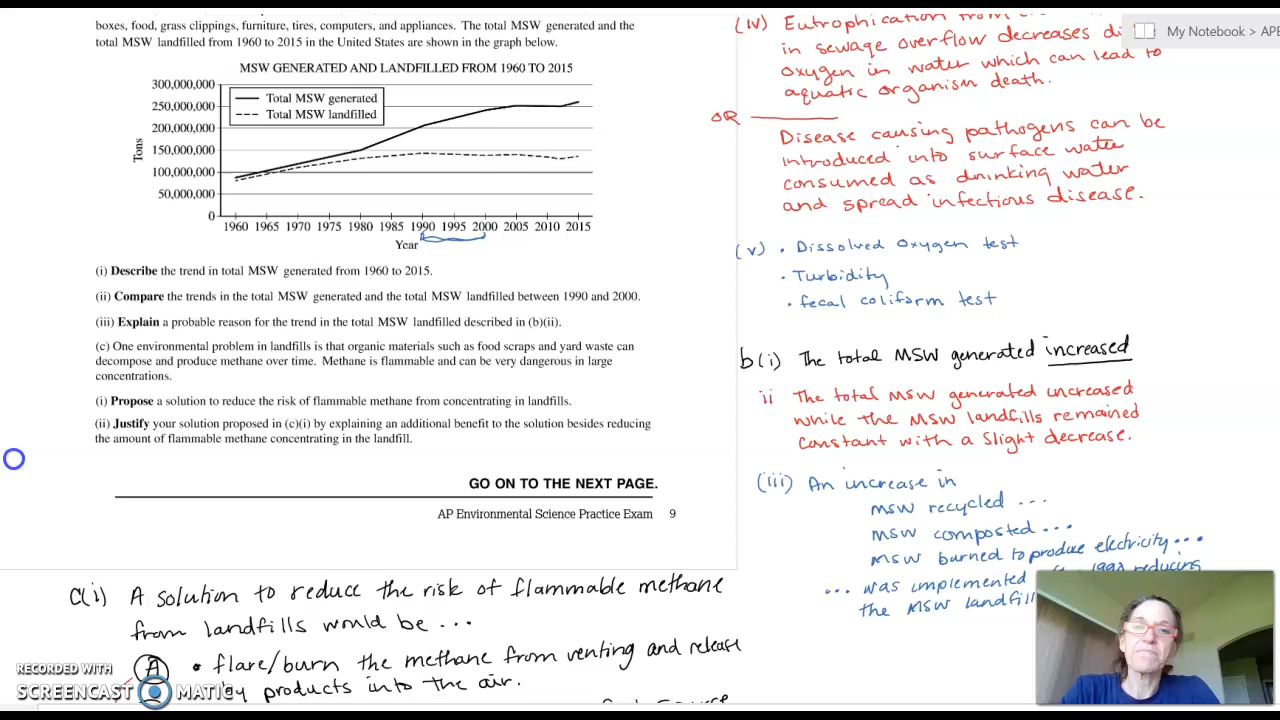 boxes, food, grass clippings, furniture, tires, computers, and appliances. The total MSW generated and the
total MSW landfilled from 1960 to 2015 in the United States are shown in the graph below.
MSW GENERATED AND LANDFILLED FROM 1960 TO 2015
300,000,000
250,000,000
200,000,000
150,000,000
100,000,000
50,000,000
0
Tons
Total MSW generated
Total MSW landfilled
1960 1965 1970 1975 1980 1985 1990 1995 2000 2005 2010 2015
Year
(i) Describe the trend in total MSW generated from 1960 to 2015.
(ii) Compare the trends in the total MSW generated and the total MSW landfilled between 1990 and 2000.
(iii) Explain a probable reason for the trend in the total MSW landfilled described in (b)(ii).
(c) One environmental problem in landfills is that organic materials such as food scraps and yard waste can
decompose and produce methane over time. Methane is flammable and can be very dangerous in large
concentrations.
(i) Propose a solution to reduce the risk of flammable methane from concentrating in landfills.
(ii) Justify your solution proposed in (c)(i) by explaining an additional benefit to the solution besides reducing
the amount of flammable methane concentrating in the landfill.
GO ON TO THE NEXT PAGE.
AP Environmental Science Practice Exam 9
C(i) A solution to reduce the risk of flammable methane
from landfills would be ...
A • flare/burn the methane from venting and release
products into the air.
RECORDED WITH
SCREENCAST MATIC
My Notebook > APE
(iv) Eutrophication from
in sewage overflow decreases
oxygen in water which can lead to
aquatic organism death.
OR
Disease causing pathogens can be
introduced into surface water
consumed as drinking water
and spread infectious disease.
(v) • Dissolved oxygen test
• Turbidity
• fecal coliform test
b(i) The total MSW generated increased
ii The total MSW generated increased
while the MSW landfills remained
constant with a slight decrease.
(iii) An increase in
MSW recycled ...
MSW composted ...
MSW burned to produce electricity ...
... was implemented reducing
the MSW landfill